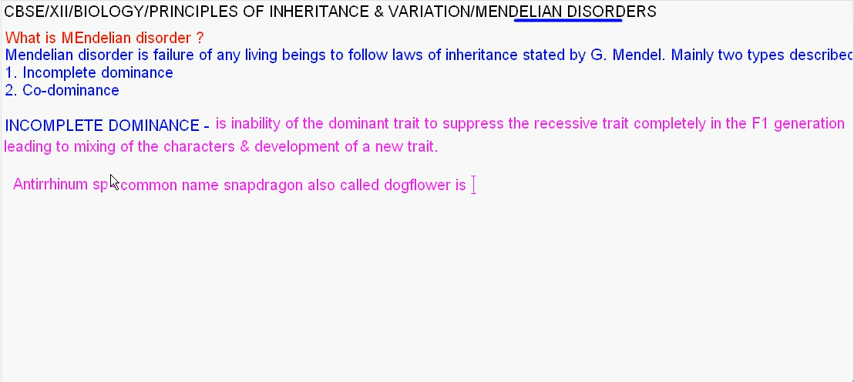 CBSE/XII/BIOLOGY/PRINCIPLES OF INHERITANCE & VARIATION/MENDELIAN DISORDERS
What is MEndelian disorder ?
Mendelian disorder is failure of any living beings to follow laws of inheritance stated by G. Mendel. Mainly two types described
1. Incomplete dominance
2. Co-dominance
INCOMPLETE DOMINANCE - is inability of the dominant trait to suppress the recessive trait completely in the F1 generation
leading to mixing of the characters & development of a new trait.
Antirrhinum sp common name snapdragon also called dogflower is